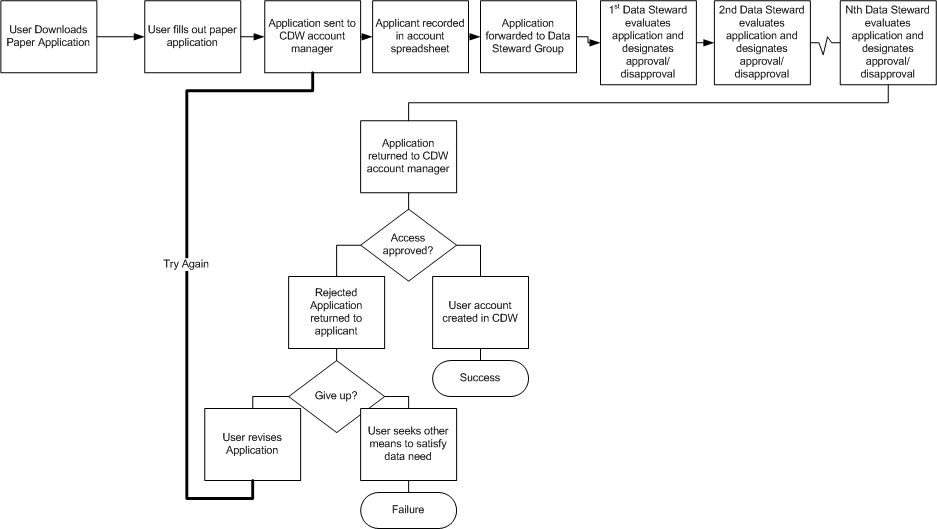 User Downloads
Paper Application
User fills out paper
application
Application sent to
CDW account
manager
Applicant recorded
in account
spreadsheet
Application
forwarded to Data
Steward Group
1st Data Steward
evaluates
application and
designates
approval/
disapproval
2nd Data Steward
evaluates
application and
designates
approval/
disapproval
Nth Data Steward
evaluates
application and
designates
approval/
disapproval
Application
returned to CDW
account manager
Access
approved?
Try Again
Rejected
Application
returned to
applicant
User account
created in CDW
Success
Give up?
User revises
Application
User seeks other
means to satisfy
data need
Failure